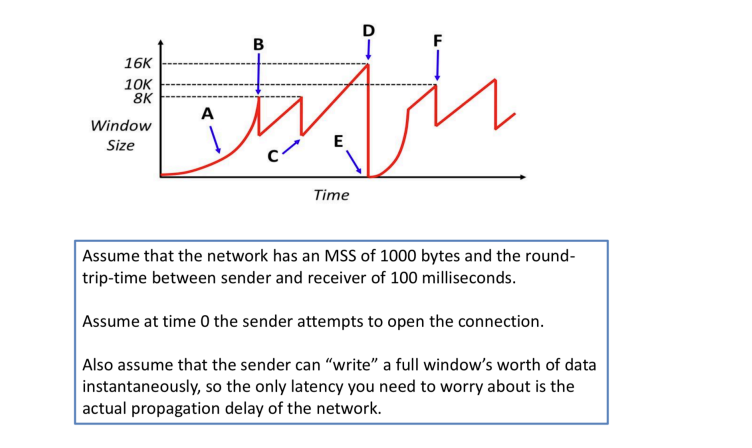 D
B
F
16K
10K
8K
A
Window
Size
C
E
Time
Assume that the network has an MSS of 1000 bytes and the round-
trip-time between sender and receiver of 100 milliseconds.
Assume at time 0 the sender attempts to open the connection.
Also assume that the sender can “write” a full window’s worth of data
instantaneously, so the only latency you need to worry about is the
actual propagation delay of the network.